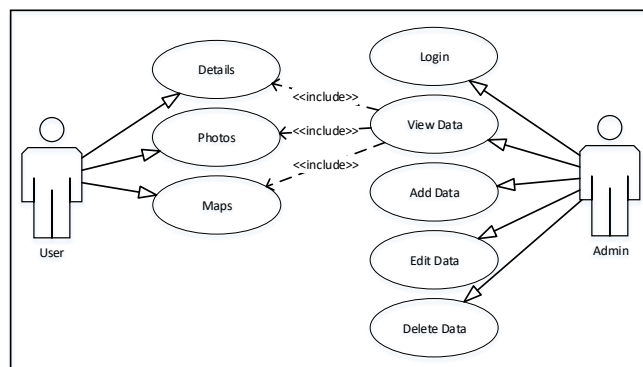 Details
Login
<<include>>
Photos
<<include>>
View Data
<<include>>
Maps
Add Data
User
Edit Data
Admin
Delete Data